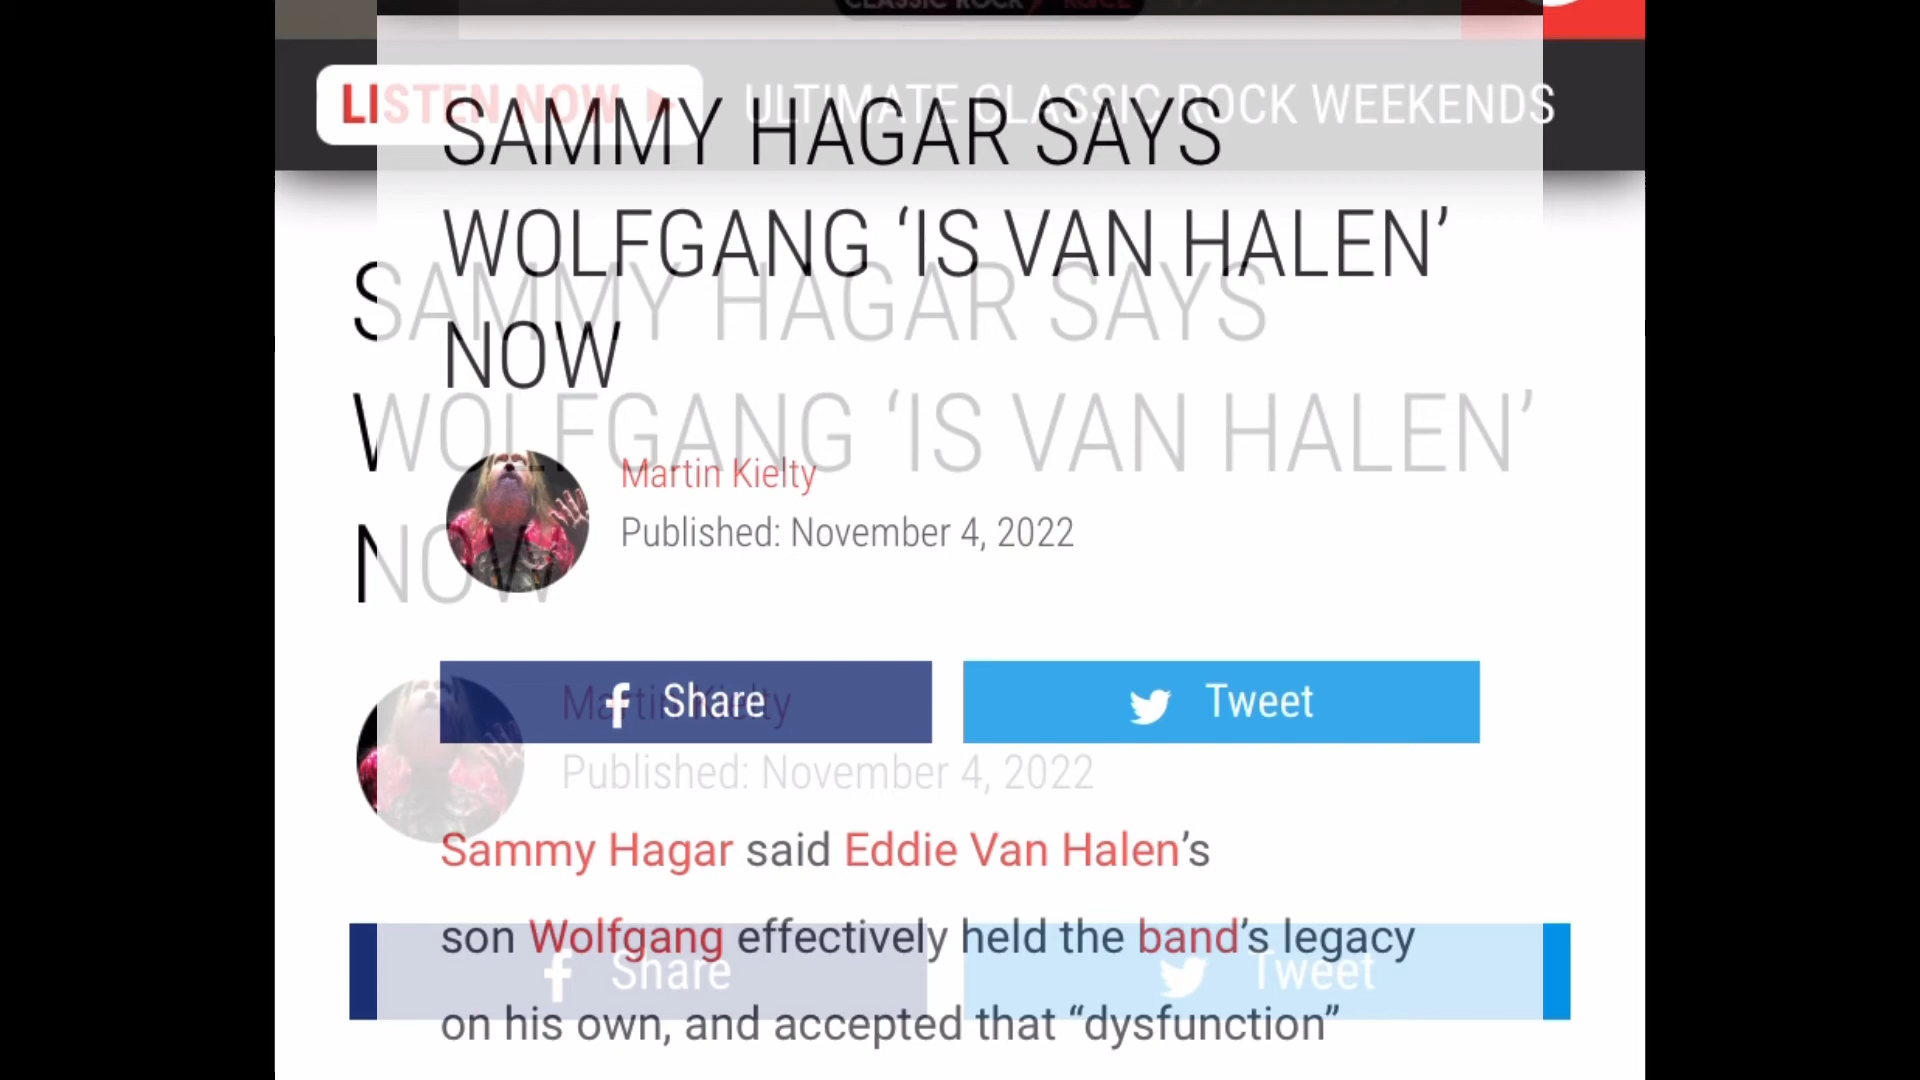 CLASSIC ROCK
LISTEN NOW
ULTIMATE CLASSIC ROCK WEEKENDS
SAMMY HAGAR SAYS
WOLFGANG ‘IS VAN HALEN’
NOW
SAMMY HAGAR SAYS
WOLFGANG ‘IS VAN HALEN’
NOW
Martin Kielty
Published: November 4, 2022
f Share
Tweet
Martin Kielty
Published: November 4, 2022
Sammy Hagar said Eddie Van Halen’s
son Wolfgang effectively held the band’s legacy
f Share
Tweet
on his own, and accepted that “dysfunction”